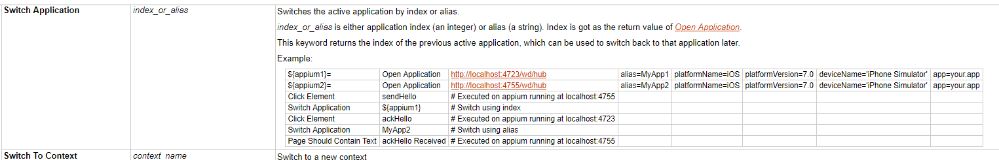 Switch Application index_or_alias Switches the active application by index or alias.
index_or_alias is either application index (an integer) or alias (a string). Index is got as the return value of Open Application.
This keyword returns the index of the previous active application, which can be used to switch back to that application later.
Example:
${appium1}= Open Application http://localhost:4723/wd/hub alias=MyApp1 platformName=iOS platformVersion=7.0 deviceName='iPhone Simulator' app=your.app
${appium2}= Open Application http://localhost:4755/wd/hub alias=MyApp2 platformName=iOS platformVersion=7.0 deviceName='iPhone Simulator' app=your.app
Click Element sendHello # Executed on appium running at localhost:4755
Switch Application ${appium1} # Switch using index
Click Element ackHello # Executed on appium running at localhost:4723
Switch Application MyApp2 # Switch using alias
Page Should Contain Text ackHello Received # Executed on appium running at localhost:4755
Switch To Context context_name Switch to a new context